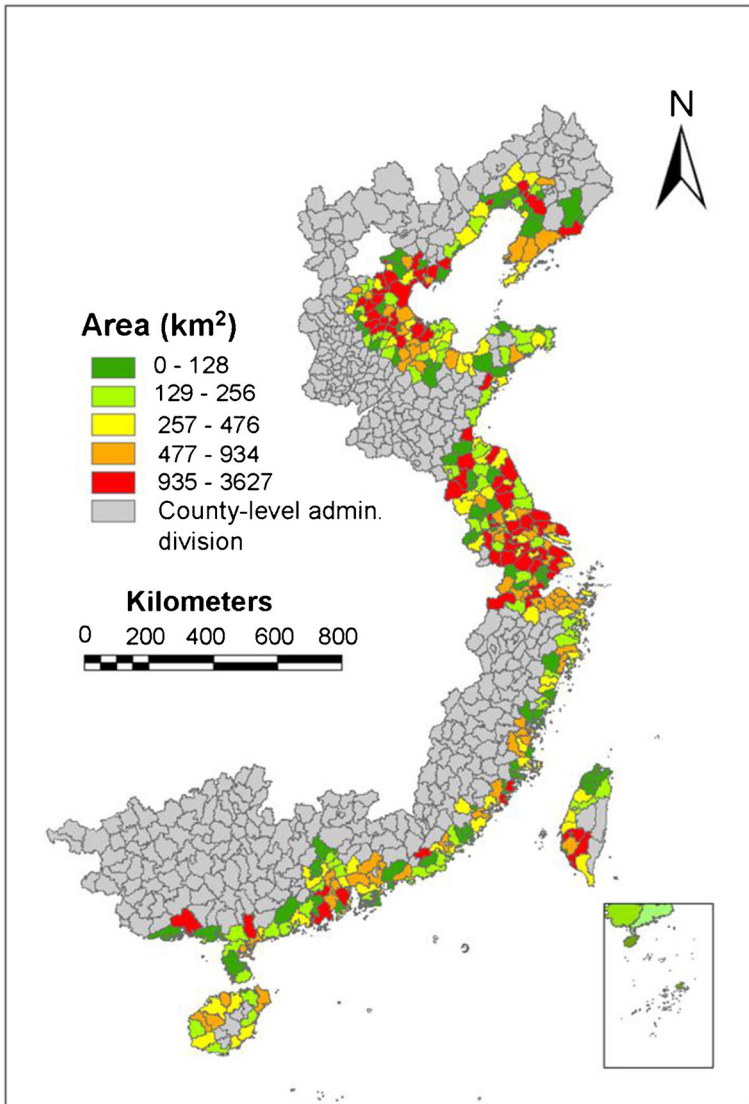 N
Area (km²)
0 - 128
129 - 256
257 - 476
477 - 934
935 - 3627
County-level admin.
division
Kilometers
0 200 400 600 800